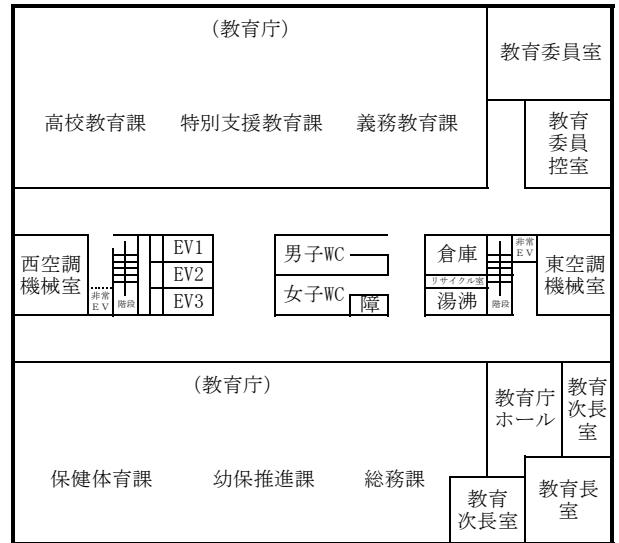 (教育庁)
教育委員室
高校教育課
特別支援教育課
義務教育課
教育
委員
控室
西空調
機械室
非常
EV
階段
EV1
EV2
EV3
男子WC
女子WC
障
倉庫
リサイクル室
湯沸
階段
非常
EV
東空調
機械室
(教育庁)
教育庁
ホール
教育
次長
室
保健体育課
幼保推進課
総務課
教育
次長室
教育長
室